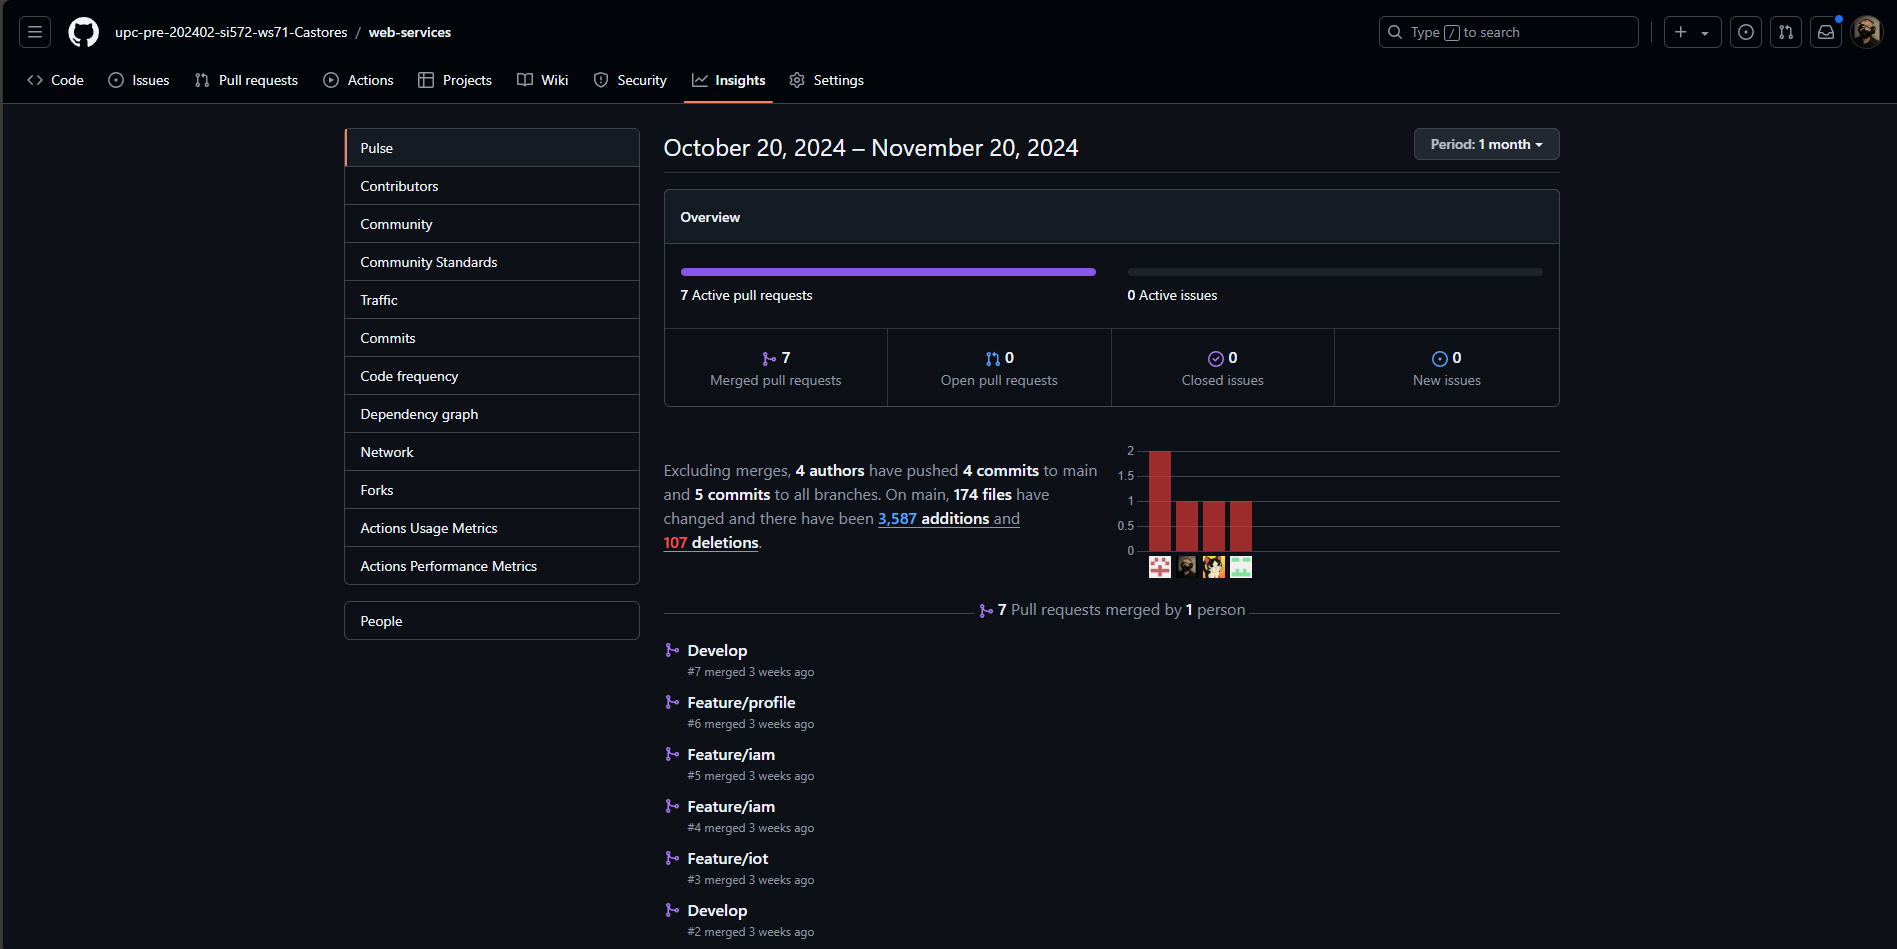 upc-pre-202402-si572-ws71-Castores / web-services
Type / to search
Code Issues Pull requests Actions Projects Wiki Security Insights Settings
Pulse
Contributors
Community
Community Standards
Traffic
Commits
Code frequency
Dependency graph
Network
Forks
Actions Usage Metrics
Actions Performance Metrics
People
October 20, 2024 – November 20, 2024
Period: 1 month
Overview
7 Active pull requests
0 Active issues
7
Merged pull requests
0
Open pull requests
0
Closed issues
0
New issues
Excluding merges, 4 authors have pushed 4 commits to main
and 5 commits to all branches. On main, 174 files have
changed and there have been 3,587 additions and
107 deletions.
2
1.5
1
0.5
0
7 Pull requests merged by 1 person
Develop
#7 merged 3 weeks ago
Feature/profile
#6 merged 3 weeks ago
Feature/iam
#5 merged 3 weeks ago
Feature/iam
#4 merged 3 weeks ago
Feature/iot
#3 merged 3 weeks ago
Develop
#2 merged 3 weeks ago